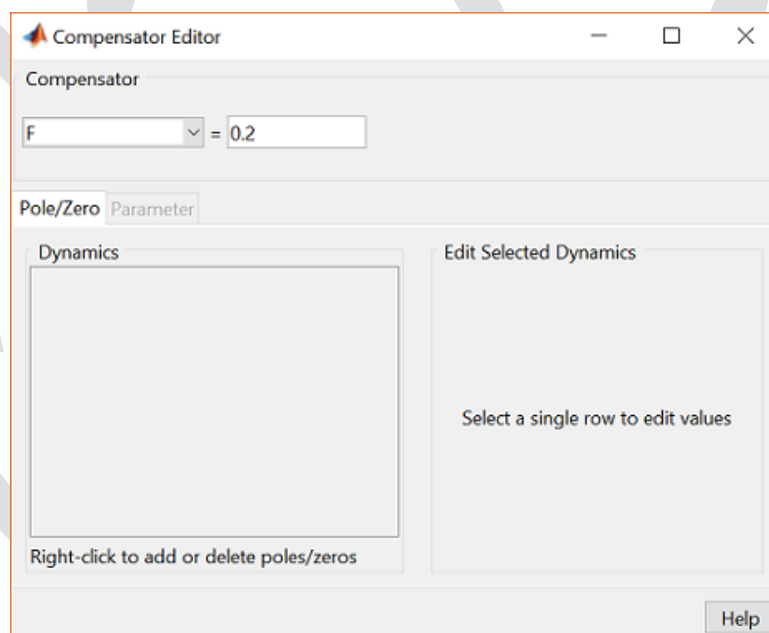 Compensator Editor
Compensator
F = 0.2
Pole/Zero Parameter
Dynamics
Edit Selected Dynamics
Select a single row to edit values
Right-click to add or delete poles/zeros
Help